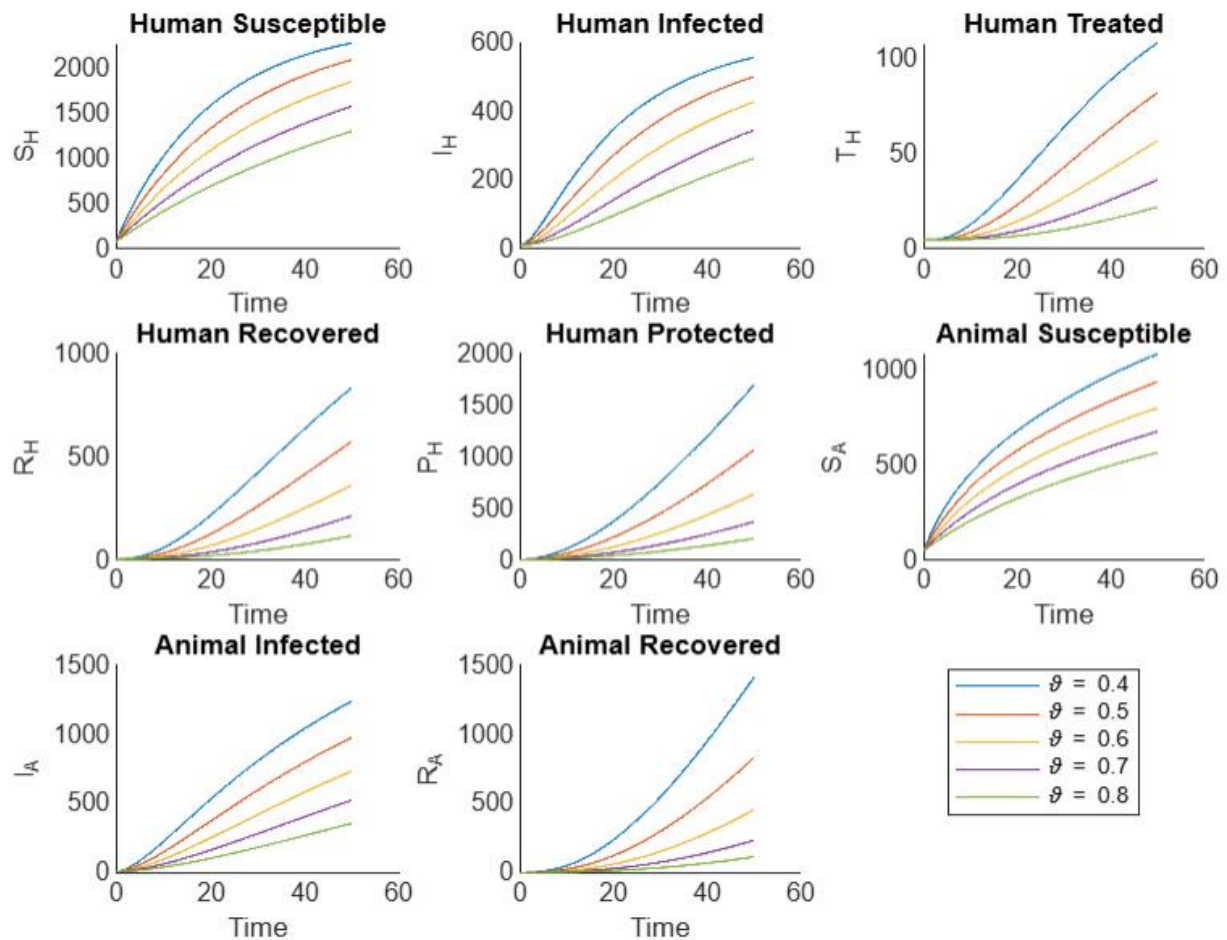 Human Susceptible
S_H
2000
1500
1000
500
0
0 20 40 60
Time
Human Infected
I_H
600
400
200
0
0 20 40 60
Time
Human Treated
T_H
100
50
0
0 20 40 60
Time
Human Recovered
R_H
1000
500
0
0 20 40 60
Time
Human Protected
P_H
2000
1500
1000
500
0
0 20 40 60
Time
Animal Susceptible
S_A
1000
500
0
0 20 40 60
Time
Animal Infected
I_A
1500
1000
500
0
0 20 40 60
Time
Animal Recovered
R_A
1500
1000
500
0
0 20 40 60
Time
ϑ = 0.4
ϑ = 0.5
ϑ = 0.6
ϑ = 0.7
ϑ = 0.8